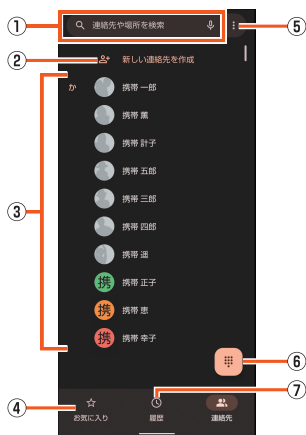 ①
連絡先や場所を検索
⑤
②
新しい連絡先を作成
か
携帯 一郎
携帯 薫
携帯 計子
携帯 五郎
③
携帯 三郎
携帯 四郎
携帯 遥
携 携帯 正子
携 携帯 恵
携 携帯 幸子
⑥
⑦
④
お気に入り
履歴
連絡先